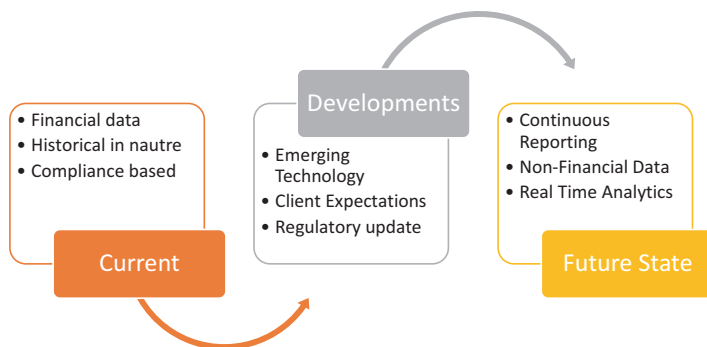 • Financial data
• Historical in nautre
• Compliance based
Current
Developments
• Emerging
Technology
• Client Expectations
• Regulatory update
• Continuous
Reporting
• Non-Financial Data
• Real Time Analytics
Future State